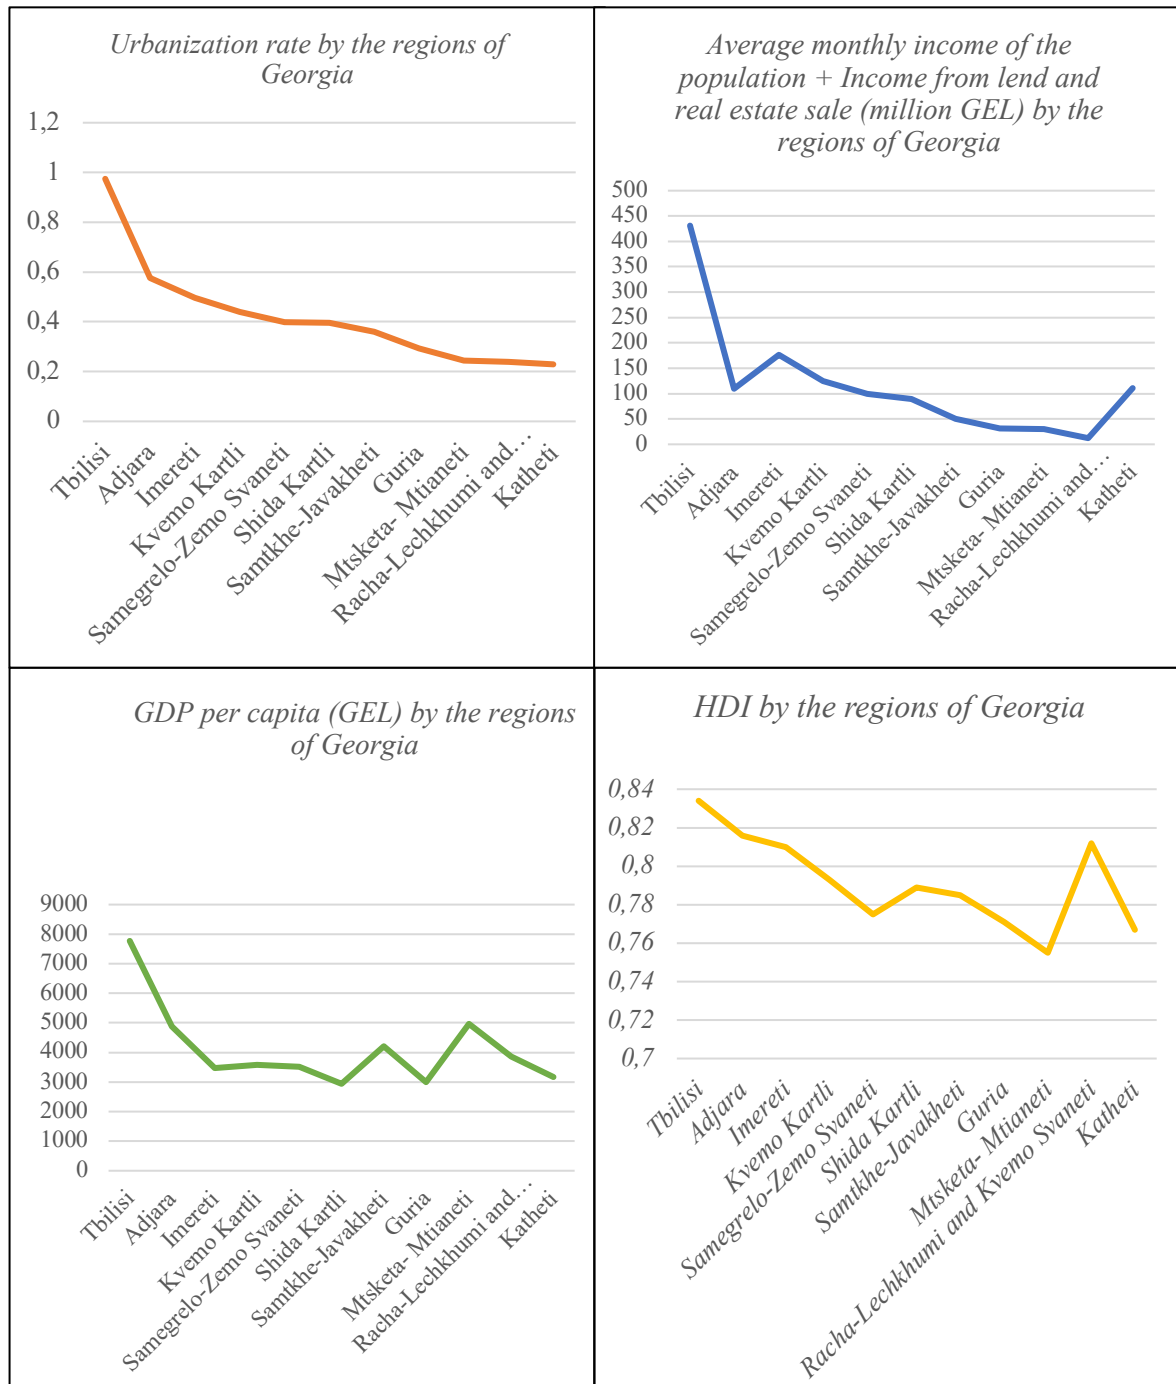 Urbanization rate by the regions of
Georgia
1,2
1
0,8
0,6
0,4
0,2
0
Tbilisi
Adjara
Imereti
Kvemo Kartli
Samegrelo-Zemo Svaneti
Shida Kartli
Samtkhe-Javakheti
Guria
Mtsketa- Mtianeti
Racha-Lechkhumi and…
Katheti
Average monthly income of the
population + Income from lend and
real estate sale (million GEL) by the
regions of Georgia
500
450
400
350
300
250
200
150
100
50
0
Tbilisi
Adjara
Imereti
Kvemo Kartli
Samegrelo-Zemo Svaneti
Shida Kartli
Samtkhe-Javakheti
Guria
Mtsketa- Mtianeti
Racha-Lechkhumi and…
Katheti
GDP per capita (GEL) by the regions
of Georgia
9000
8000
7000
6000
5000
4000
3000
2000
1000
0
Tbilisi
Adjara
Imereti
Kvemo Kartli
Samegrelo-Zemo Svaneti
Shida Kartli
Samtkhe-Javakheti
Guria
Mtsketa- Mtianeti
Racha-Lechkhumi and…
Katheti
HDI by the regions of Georgia
0,84
0,82
0,8
0,78
0,76
0,74
0,72
0,7
Tbilisi
Adjara
Imereti
Kvemo Kartli
Samegrelo-Zemo Svaneti
Shida Kartli
Samtkhe-Javakheti
Guria
Mtsketa- Mtianeti
Racha-Lechkhumi and Kvemo Svaneti
Katheti